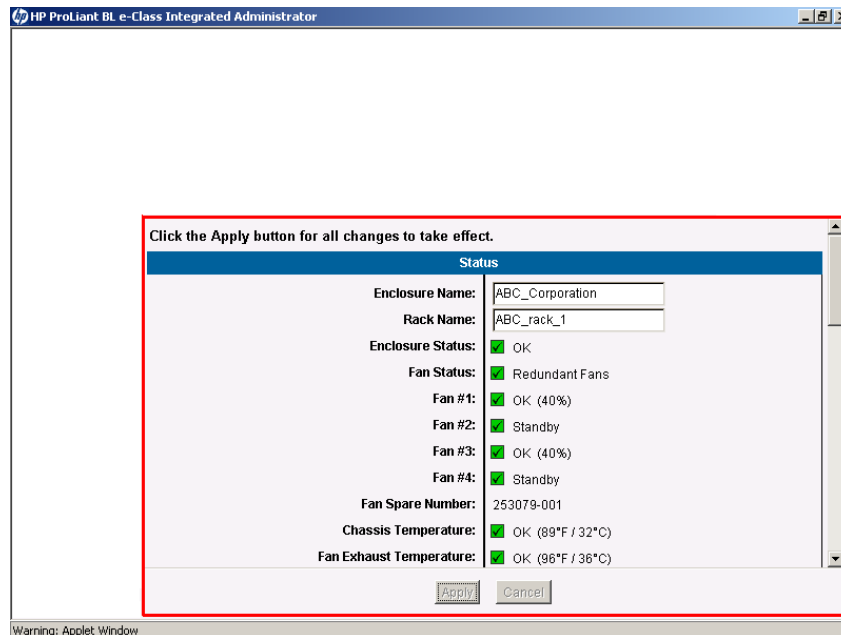 HP ProLiant BL e-Class Integrated Administrator
Click the Apply button for all changes to take effect.
Status
Enclosure Name: ABC_Corporation
Rack Name: ABC_rack_1
Enclosure Status: OK
Fan Status: Redundant Fans
Fan #1: OK (40%)
Fan #2: Standby
Fan #3: OK (40%)
Fan #4: Standby
Fan Spare Number: 253079-001
Chassis Temperature: OK (89°F / 32°C)
Fan Exhaust Temperature: OK (96°F / 36°C)
Apply Cancel
Warning: Applet Window